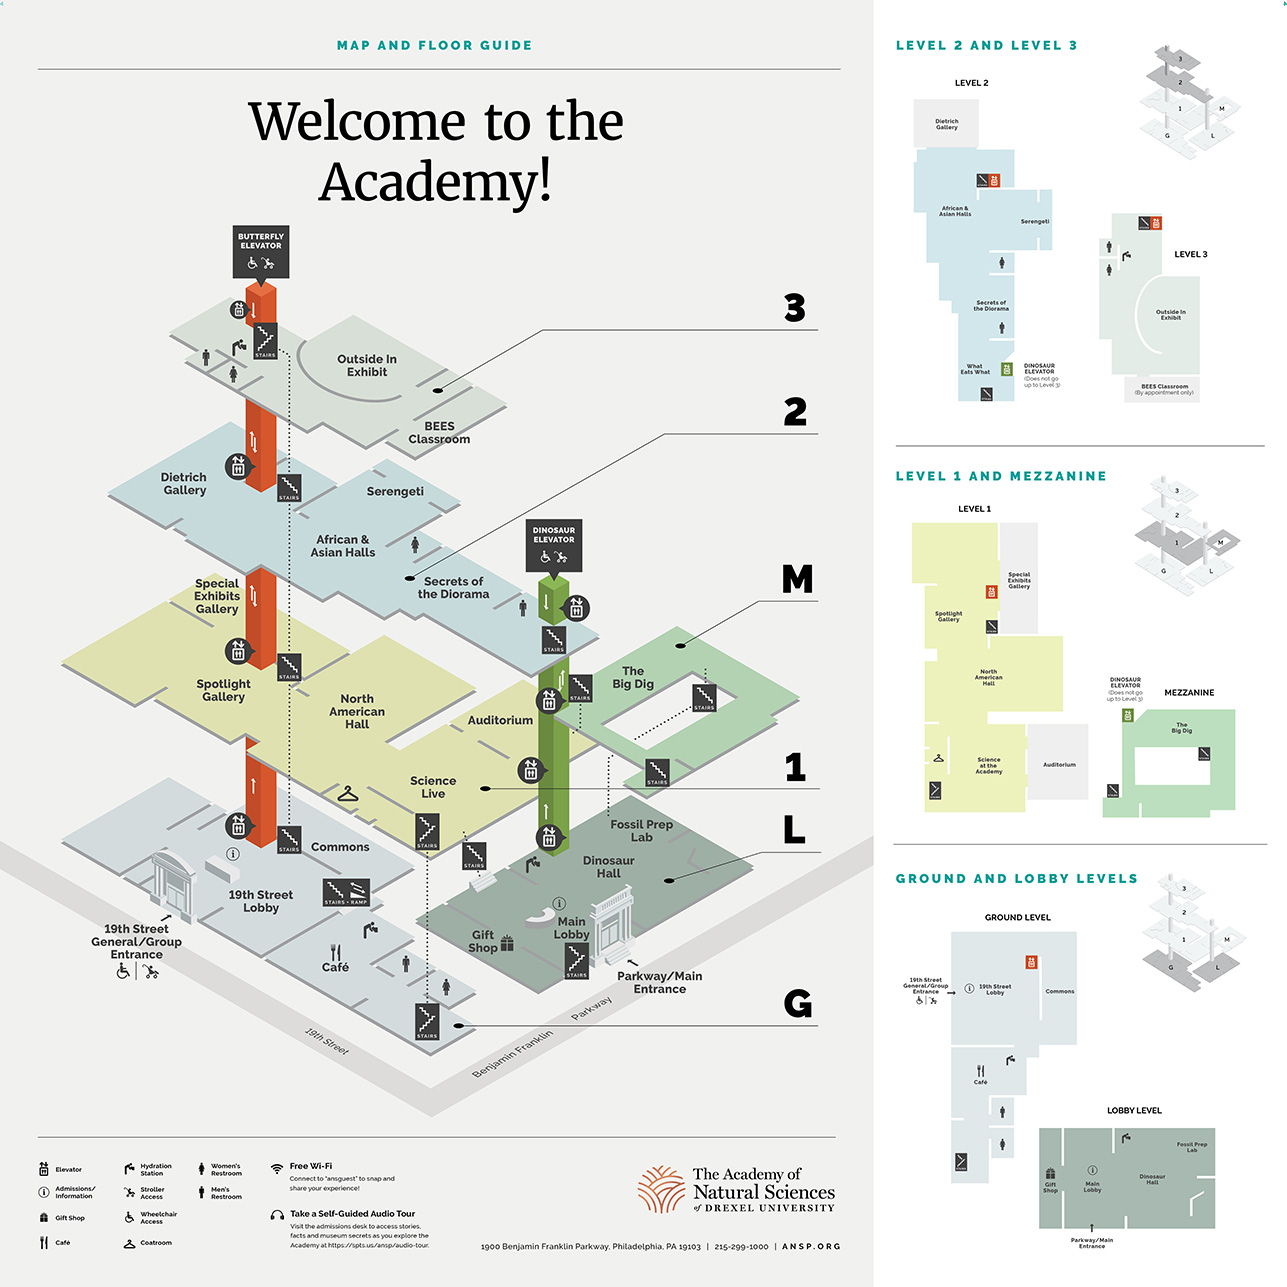 MAP AND FLOOR GUIDE
Welcome to the
Academy!
BUTTERFLY
ELEVATOR
3
STAIRS
Outside In
Exhibit
BEES
Classroom
2
Dietrich
Gallery
STAIRS
Serengeti
African &
Asian Halls
DINOSAUR
ELEVATOR
Secrets of
the Diorama
M
Special
Exhibits
Gallery
STAIRS
STAIRS
The
Big Dig
STAIRS
STAIRS
Spotlight
Gallery
North
American
Hall
Auditorium
1
Science
Live
STAIRS
L
STAIRS
Commons
STAIRS
STAIRS
Fossil Prep
Lab
Dinosaur
Hall
19th Street
Lobby
STAIRS + RAMP
Main
Lobby
Gift
Shop
STAIRS
19th Street
General/Group
Entrance
Café
Parkway/Main
Entrance
G
STAIRS
19th Street
Benjamin Franklin Parkway
Elevator
Admissions/
Information
Gift Shop
Café
Hydration
Station
Stroller
Access
Wheelchair
Access
Coatroom
Women's
Restroom
Men's
Restroom
Free Wi-Fi
Connect to "ansguest" to snap and
share your experience!
Take a Self-Guided Audio Tour
Visit the admissions desk to access stories,
facts and museum secrets as you explore the
Academy at https://spts.us/ansp/audio-tour.
The Academy of
Natural Sciences
of DREXEL UNIVERSITY
1900 Benjamin Franklin Parkway, Philadelphia, PA 19103 | 215-299-1000 | ANSP.ORG
LEVEL 2 AND LEVEL 3
3
2
1
M
G
L
LEVEL 2
Dietrich
Gallery
African &
Asian Halls
Serengeti
Secrets of
the Diorama
What
Eats What
DINOSAUR
ELEVATOR
(Does not go
up to Level 3)
LEVEL 3
Outside In
Exhibit
BEES Classroom
(By appointment only)
LEVEL 1 AND MEZZANINE
3
2
1
M
G
L
LEVEL 1
Special
Exhibits
Gallery
Spotlight
Gallery
North
American
Hall
Science
at the
Academy
Auditorium
DINOSAUR
ELEVATOR
(Does not go
up to Level 3)
MEZZANINE
The
Big Dig
GROUND AND LOBBY LEVELS
3
2
1
M
G
L
GROUND LEVEL
19th Street
General/Group
Entrance
19th Street
Lobby
Commons
Café
LOBBY LEVEL
Fossil Prep
Lab
Gift
Shop
Main
Lobby
Dinosaur
Hall
Parkway/Main
Entrance